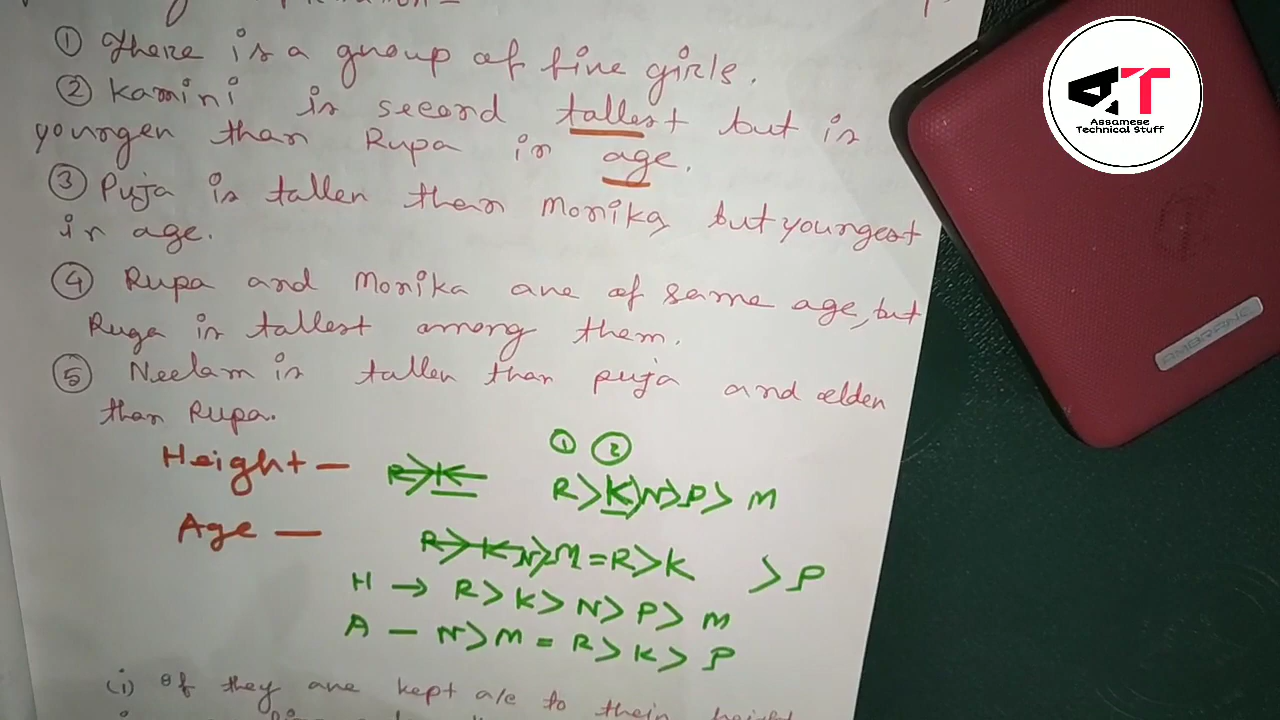 ① There is a group of five girls.
② Kamini is second tallest but is
younger than Rupa in age.
③ Puja is taller than Monika but youngest
in age.
④ Rupa and Monika are of same age, but
Rupa is tallest among them.
⑤ Neelam is taller than puja and elder
than Rupa.
① ②
Height — R>K R>K>N>P>M
Age — R>K N>M=R>K >P
H → R>K>N>P>M
A — N>M=R>K>P
(i) If they are kept a/c to their height
AT
Assamese
Technical Stuff
AMBRANE